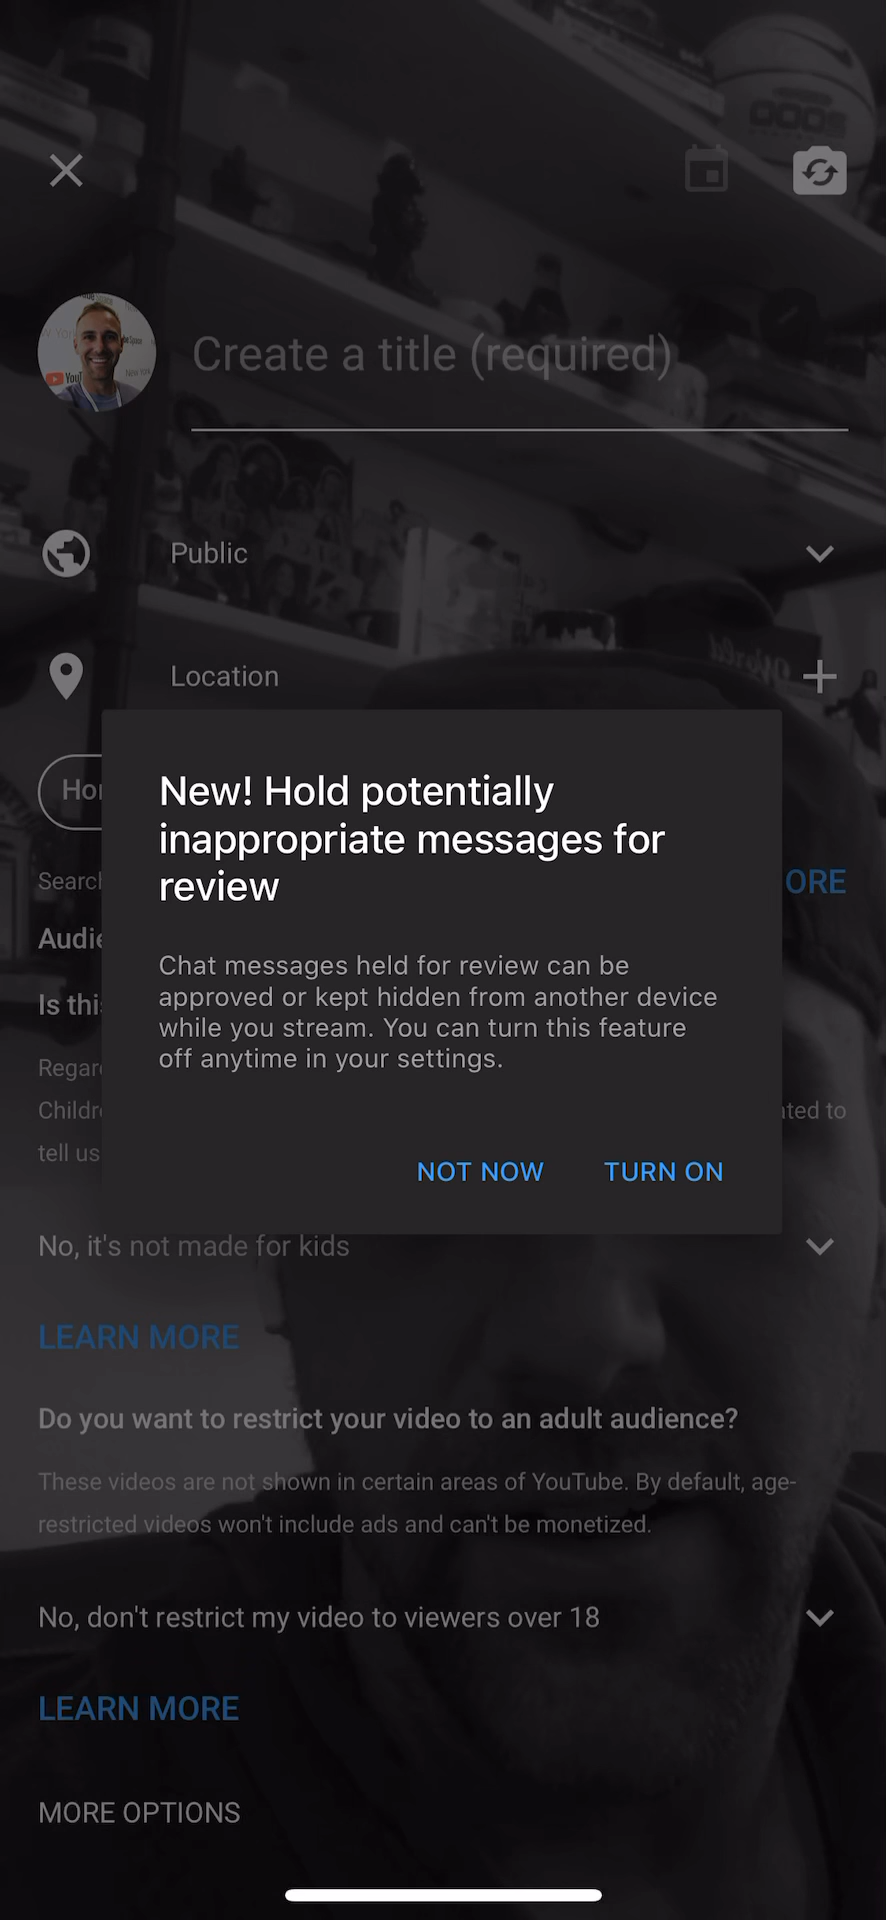 Create a title (required)
Public
Location
New! Hold potentially
inappropriate messages for
review
Chat messages held for review can be
approved or kept hidden from another device
while you stream. You can turn this feature
off anytime in your settings.
NOT NOW TURN ON
tell us
No, it's not made for kids
LEARN MORE
Do you want to restrict your video to an adult audience?
These videos are not shown in certain areas of YouTube. By default, age-
restricted videos won't include ads and can't be monetized.
No, don't restrict my video to viewers over 18
LEARN MORE
MORE OPTIONS